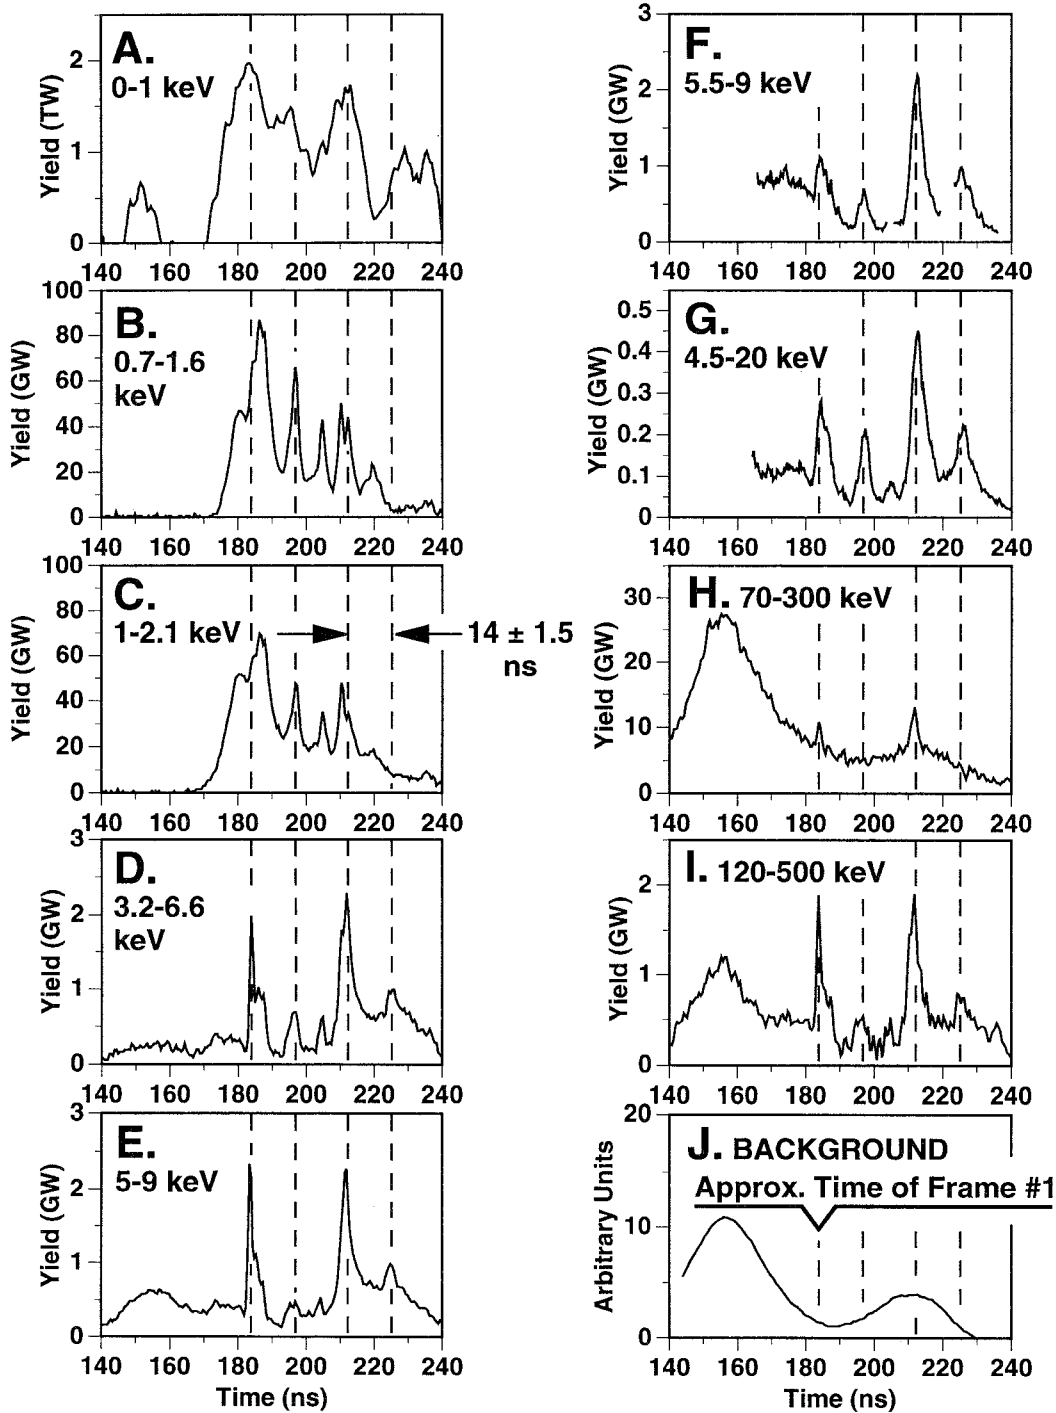 A.
0-1 keV
Yield (TW)
2
1
0
140 160 180 200 220 240
B.
0.7-1.6
keV
Yield (GW)
100
80
60
40
20
0
140 160 180 200 220 240
C.
1-2.1 keV
14 ± 1.5
ns
Yield (GW)
100
80
60
40
20
0
140 160 180 200 220 240
D.
3.2-6.6
keV
Yield (GW)
3
2
1
0
140 160 180 200 220 240
E.
5-9 keV
Yield (GW)
3
2
1
0
140 160 180 200 220 240
Time (ns)
F.
5.5-9 keV
Yield (GW)
3
2
1
0
140 160 180 200 220 240
G.
4.5-20 keV
Yield (GW)
0.5
0.4
0.3
0.2
0.1
0
140 160 180 200 220 240
H. 70-300 keV
Yield (GW)
30
20
10
0
140 160 180 200 220 240
I. 120-500 keV
Yield (GW)
2
1
0
140 160 180 200 220 240
J. BACKGROUND
Approx. Time of Frame #1
Arbitrary Units
20
10
0
140 160 180 200 220 240
Time (ns)